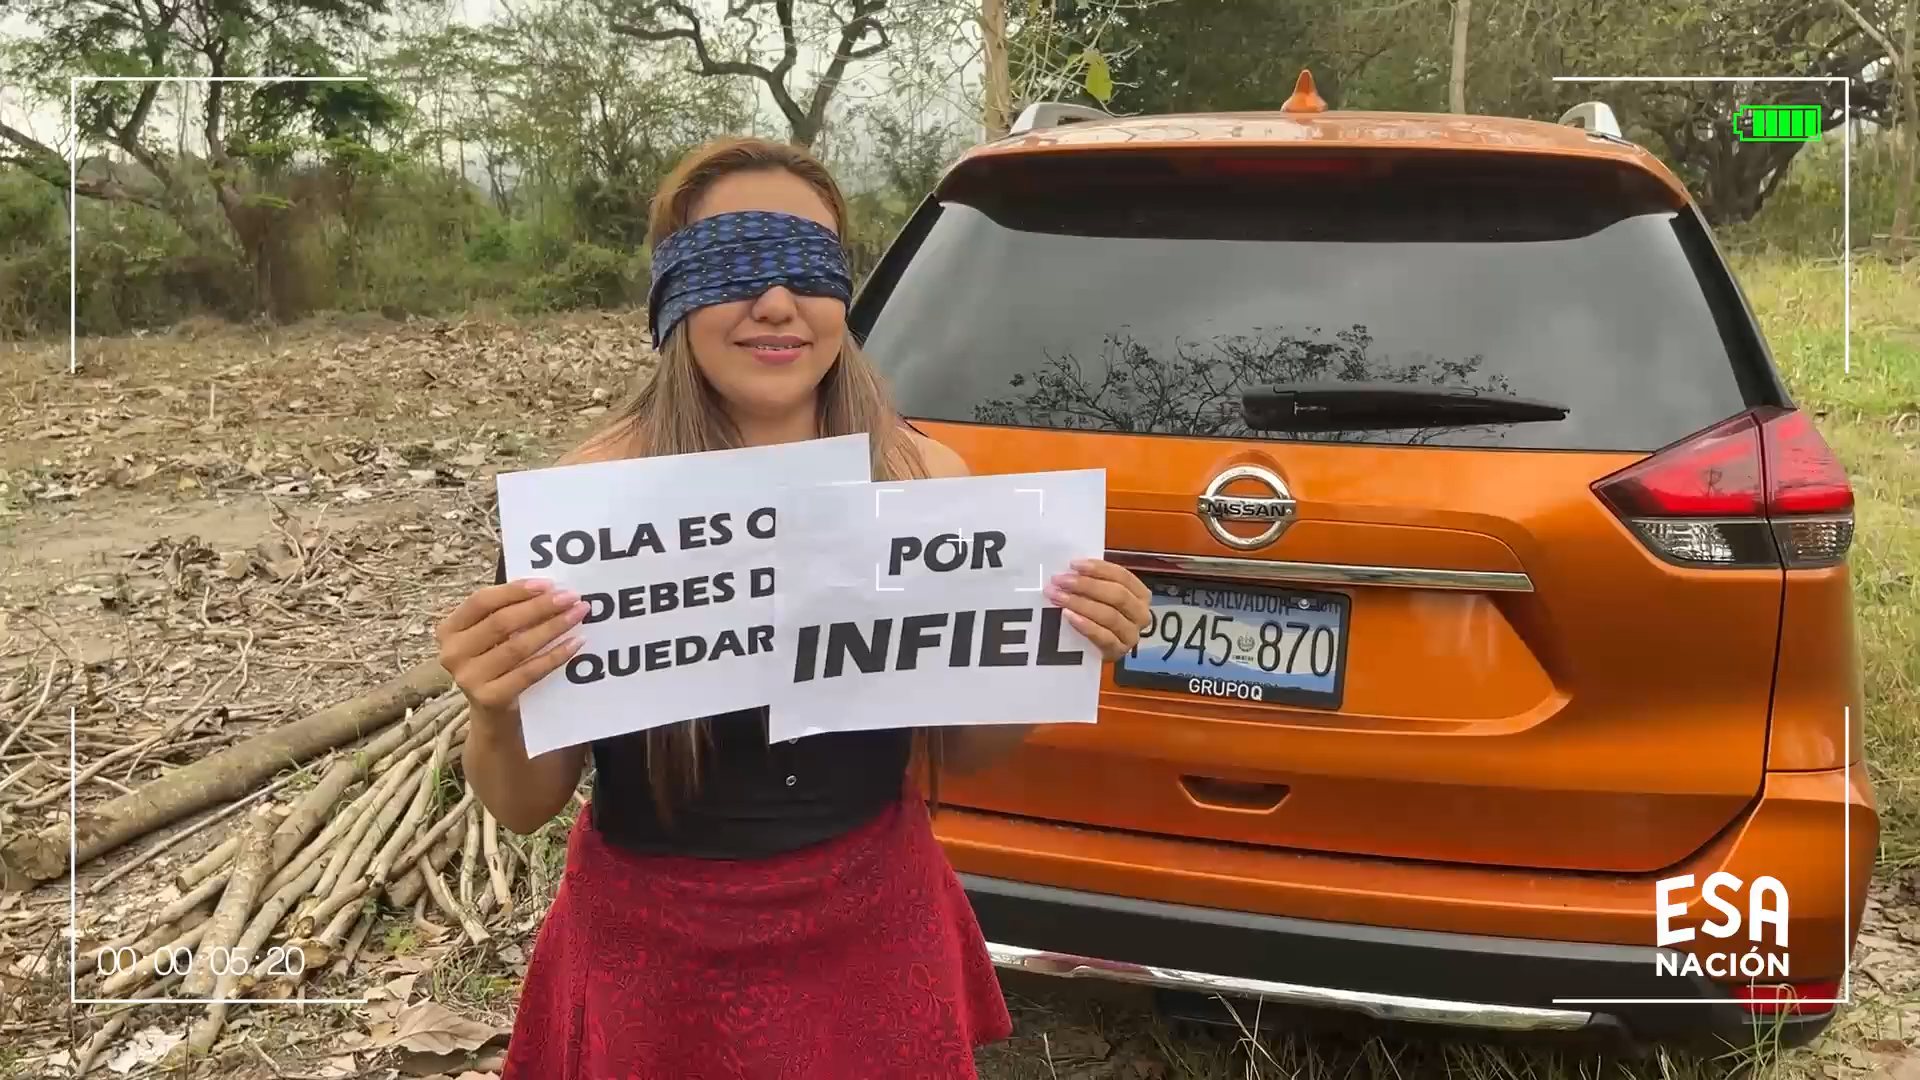 SOLA ES
DEBES
QUEDAR
POR
INFIEL
NISSAN
EL SALVADOR
P945 870
GRUPOQ
00:00:05:20
ESA
NACIÓN